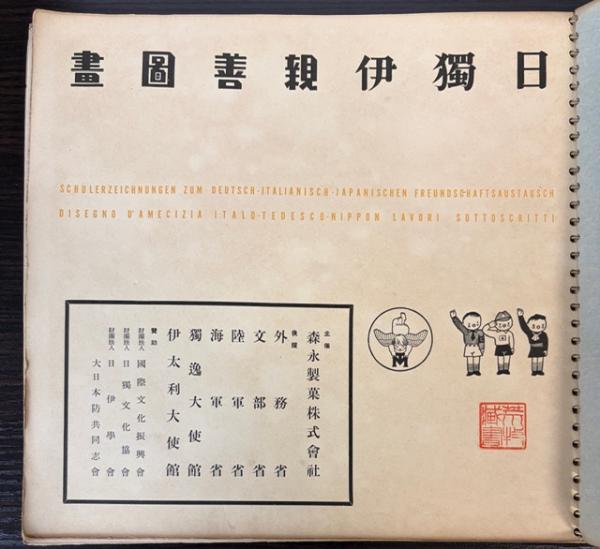 日獨伊親善圖畫
SCHÜLERZEICHNUNGEN ZUM DEUTSCH-ITALIANISCH-JAPANISCHEN FREUNDSCHAFTSAUSTAUSCH
DISEGNO D'AMECIZIA ITALO-TEDESCO-NIPPON LAVORI SOTTOSCRITTI
主催
森永製菓株式會社
後援
外務省
文部省
陸軍省
海軍省
獨逸大使館
伊太利大使館
贊助
財團法人 國際文化振興會
財團法人 日獨文化協會
財團法人 日伊學會
大日本防共同志會
M